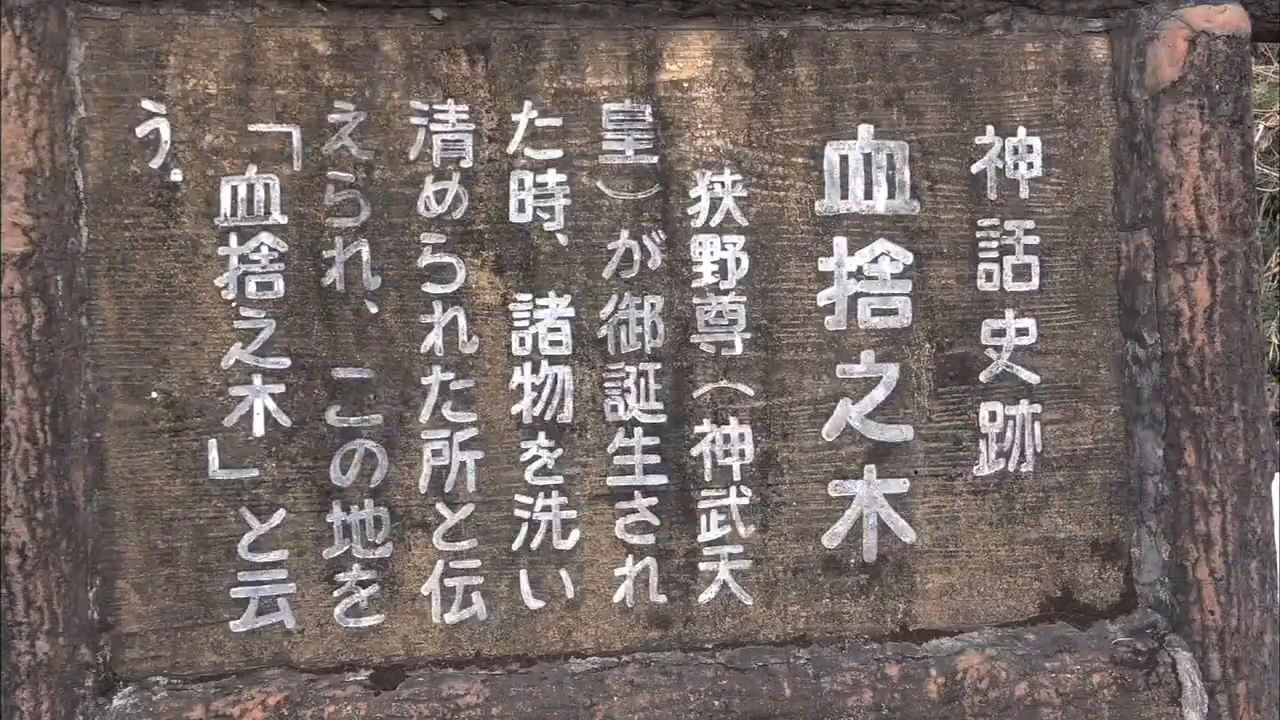 神話史跡
血捨之木
狭野尊(神武天
皇)が御誕生され
た時、諸物を洗い
清められた所と伝
えられ、この地を
「血捨之木」と云
う.